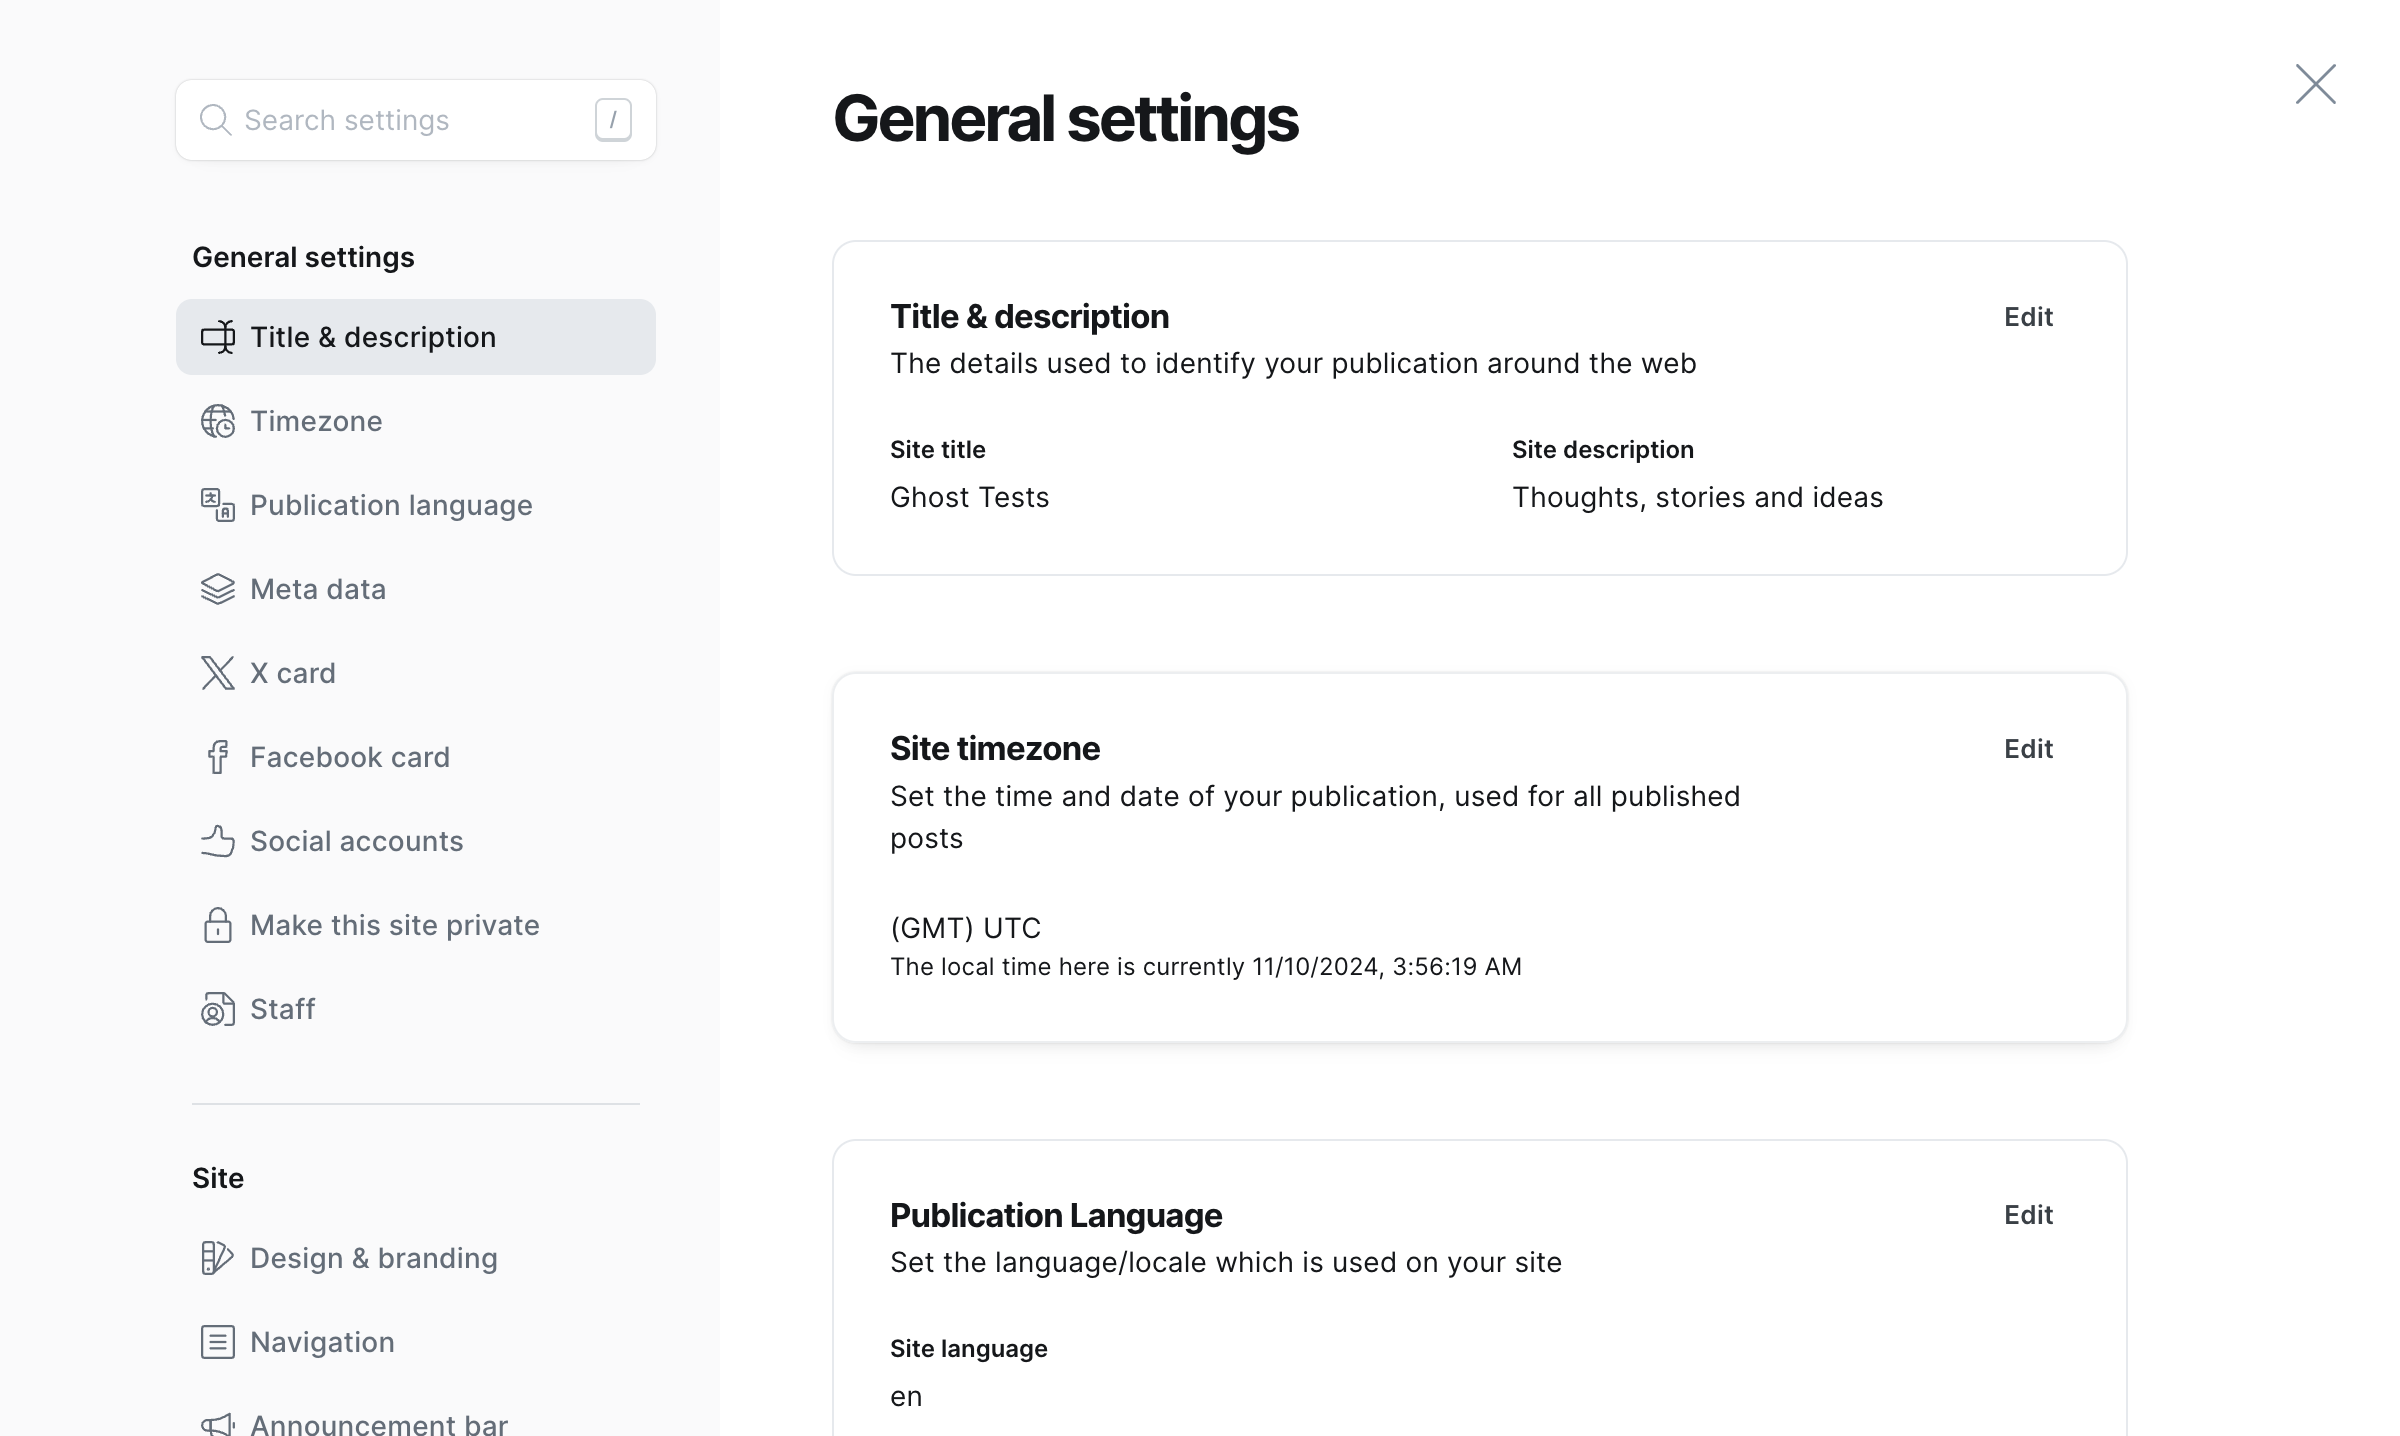 Search settings
/
General settings
Title & description
Timezone
Publication language
Meta data
X card
Facebook card
Social accounts
Make this site private
Staff
Site
Design & branding
Navigation
Announcement bar
General settings
Title & description
Edit
The details used to identify your publication around the web
Site title
Site description
Ghost Tests
Thoughts, stories and ideas
Site timezone
Edit
Set the time and date of your publication, used for all published
posts
(GMT) UTC
The local time here is currently 11/10/2024, 3:56:19 AM
Publication Language
Edit
Set the language/locale which is used on your site
Site language
en